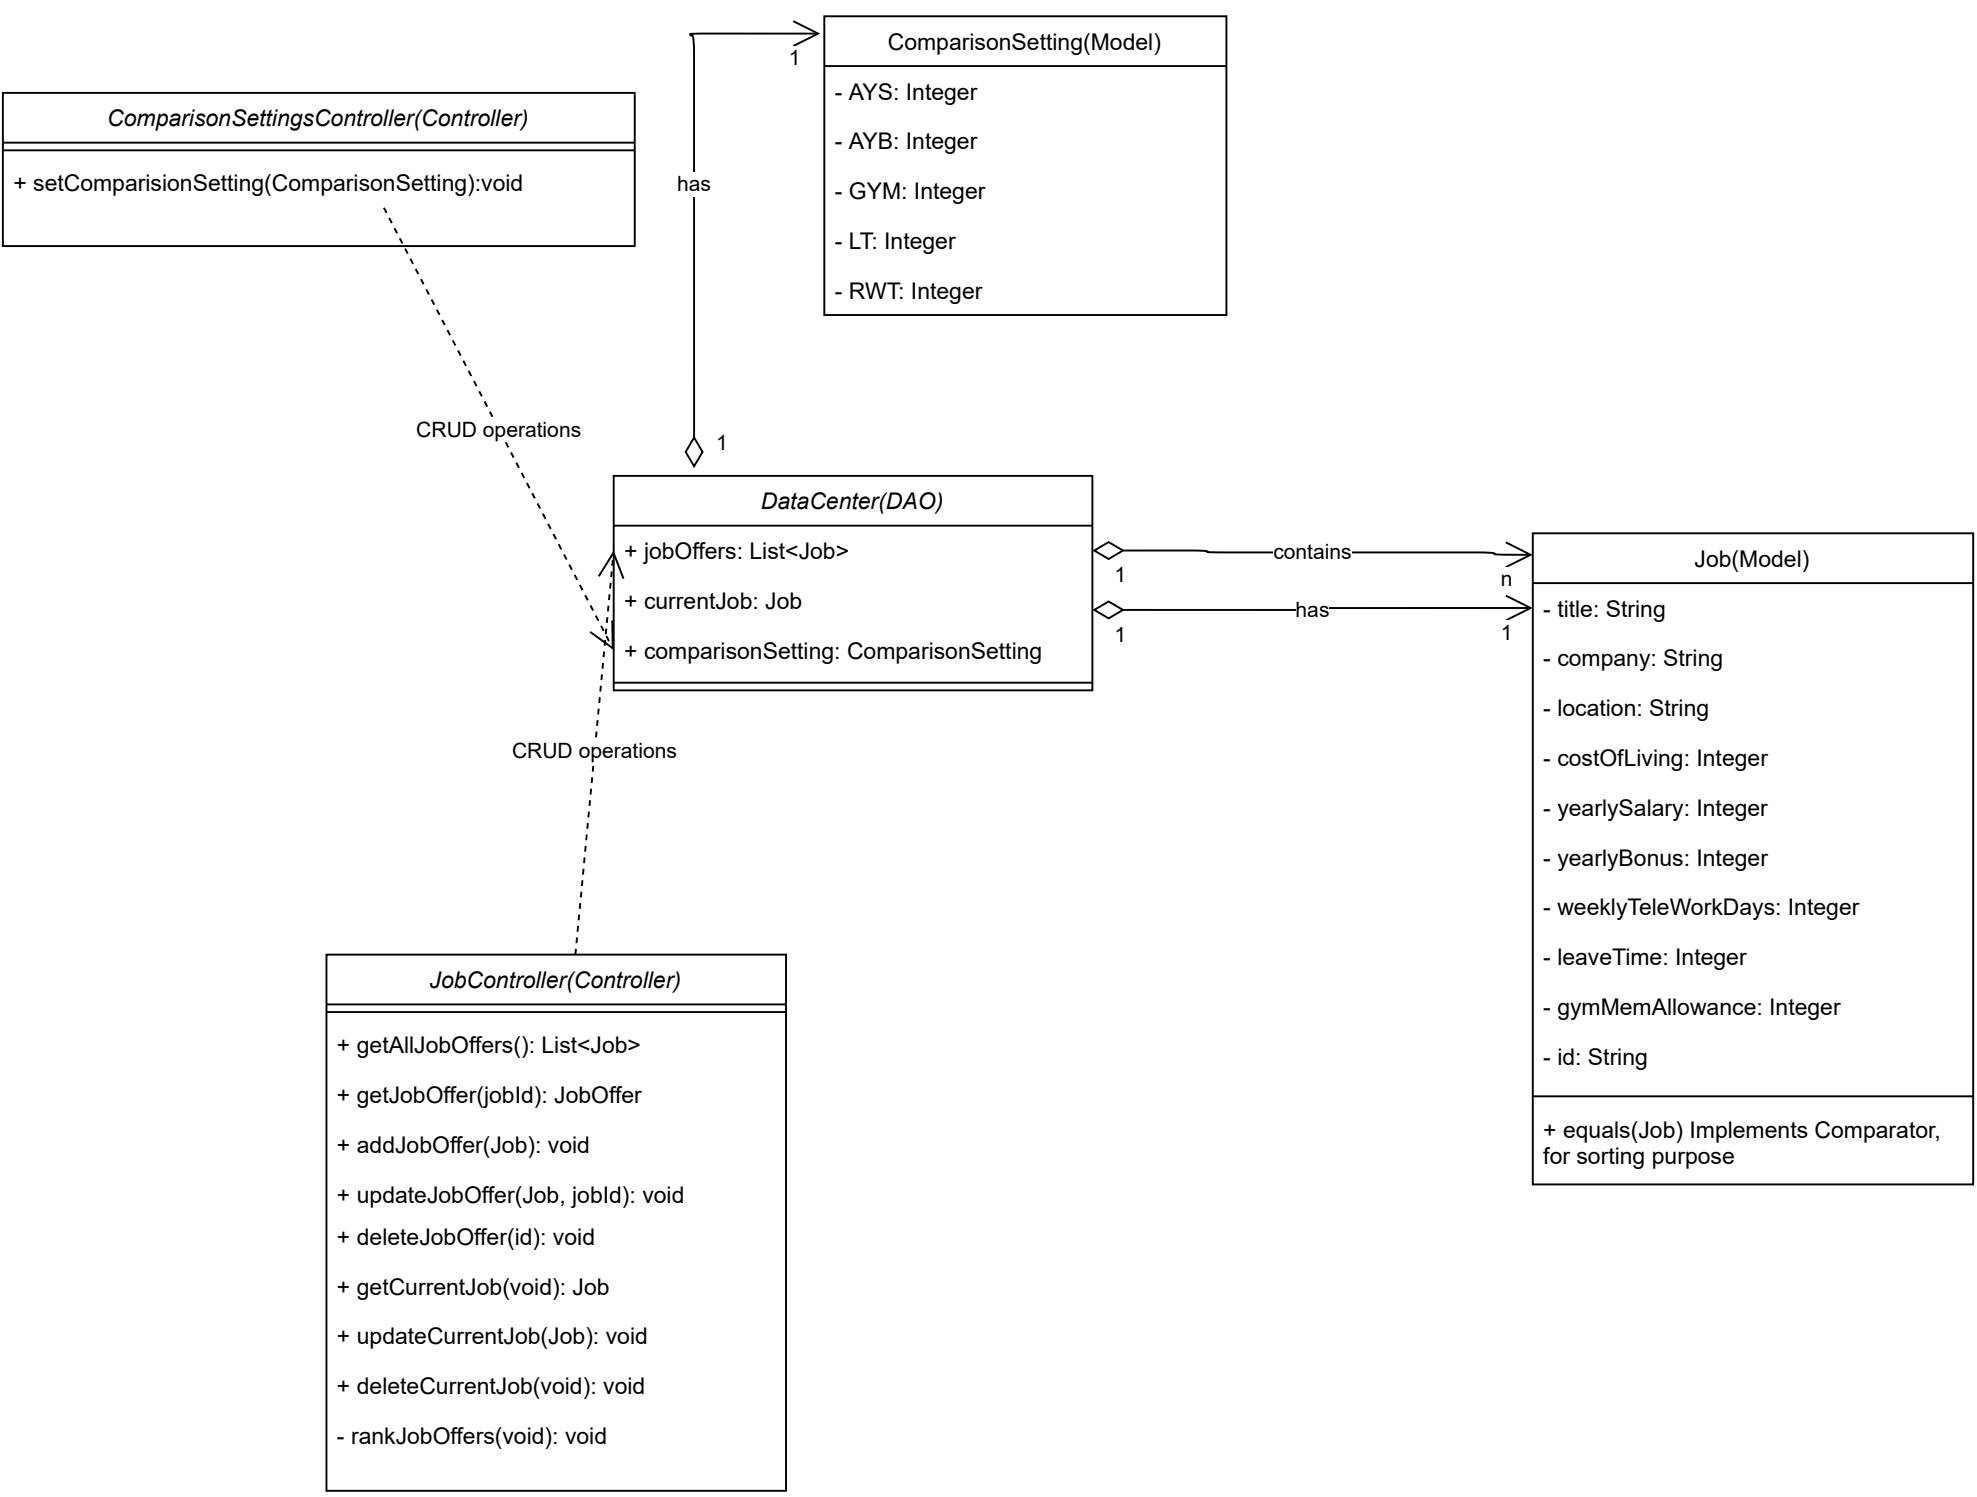 ComparisonSetting(Model)
- AYS: Integer
- AYB: Integer
- GYM: Integer
- LT: Integer
- RWT: Integer
1
has
1
ComparisonSettingsController(Controller)
+ setComparisionSetting(ComparisonSetting):void
CRUD operations
DataCenter(DAO)
+ jobOffers: List<Job>
+ currentJob: Job
+ comparisonSetting: ComparisonSetting
contains
1
n
has
1
1
Job(Model)
- title: String
- company: String
- location: String
- costOfLiving: Integer
- yearlySalary: Integer
- yearlyBonus: Integer
- weeklyTeleWorkDays: Integer
- leaveTime: Integer
- gymMemAllowance: Integer
- id: String
+ equals(Job) Implements Comparator,
for sorting purpose
CRUD operations
JobController(Controller)
+ getAllJobOffers(): List<Job>
+ getJobOffer(jobId): JobOffer
+ addJobOffer(Job): void
+ updateJobOffer(Job, jobId): void
+ deleteJobOffer(id): void
+ getCurrentJob(void): Job
+ updateCurrentJob(Job): void
+ deleteCurrentJob(void): void
- rankJobOffers(void): void